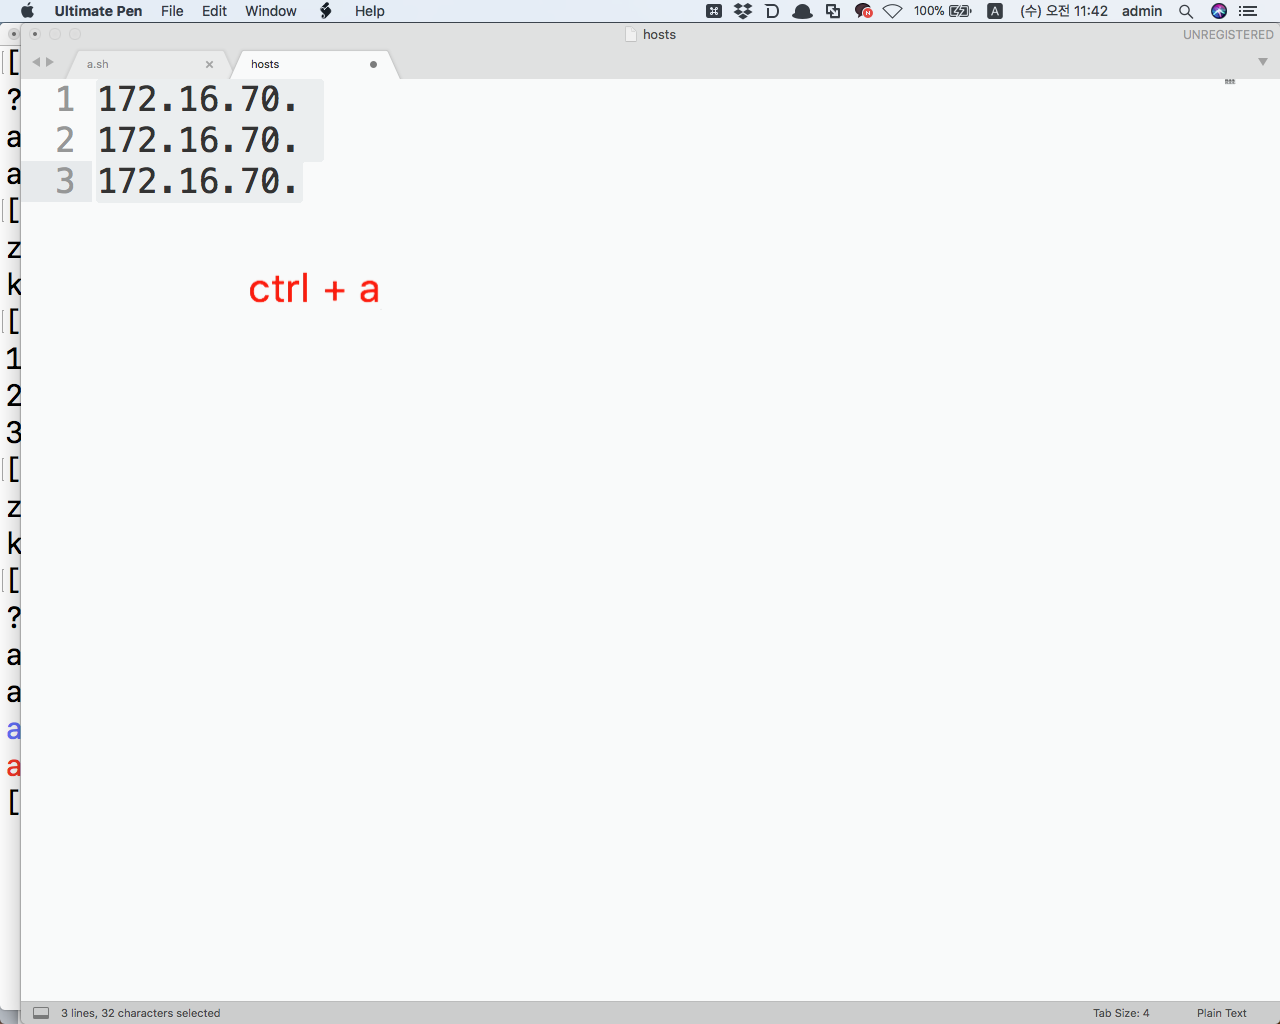 Ultimate Pen File Edit Window Help 100% A (수) 오전 11:42 admin
hosts UNREGISTERED
a.sh hosts
1 172.16.70.
2 172.16.70.
3 172.16.70.
ctrl + a
[
?
a
a
[
z
k
[
1
2
3
[
z
k
[
?
a
a
a
a
[
3 lines, 32 characters selected Tab Size: 4 Plain Text